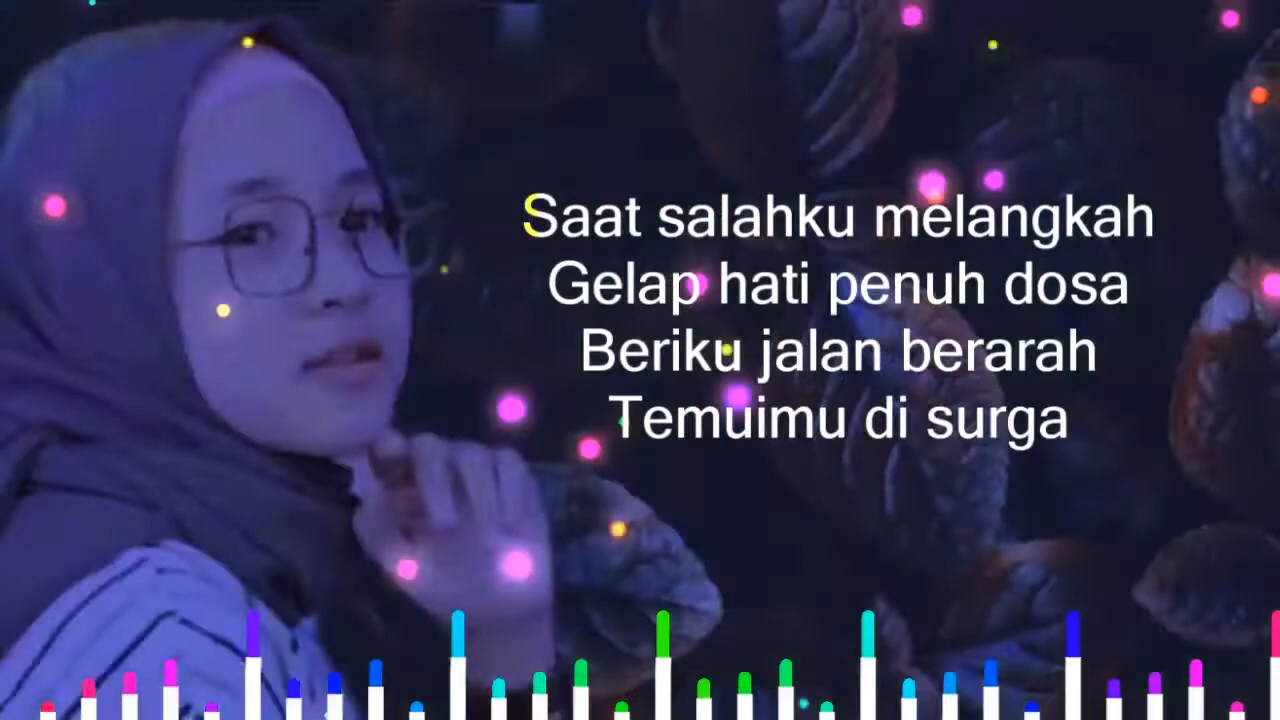 Saat salahku melangkah
Gelap hati penuh dosa
Beriku jalan berarah
Temuimu di surga